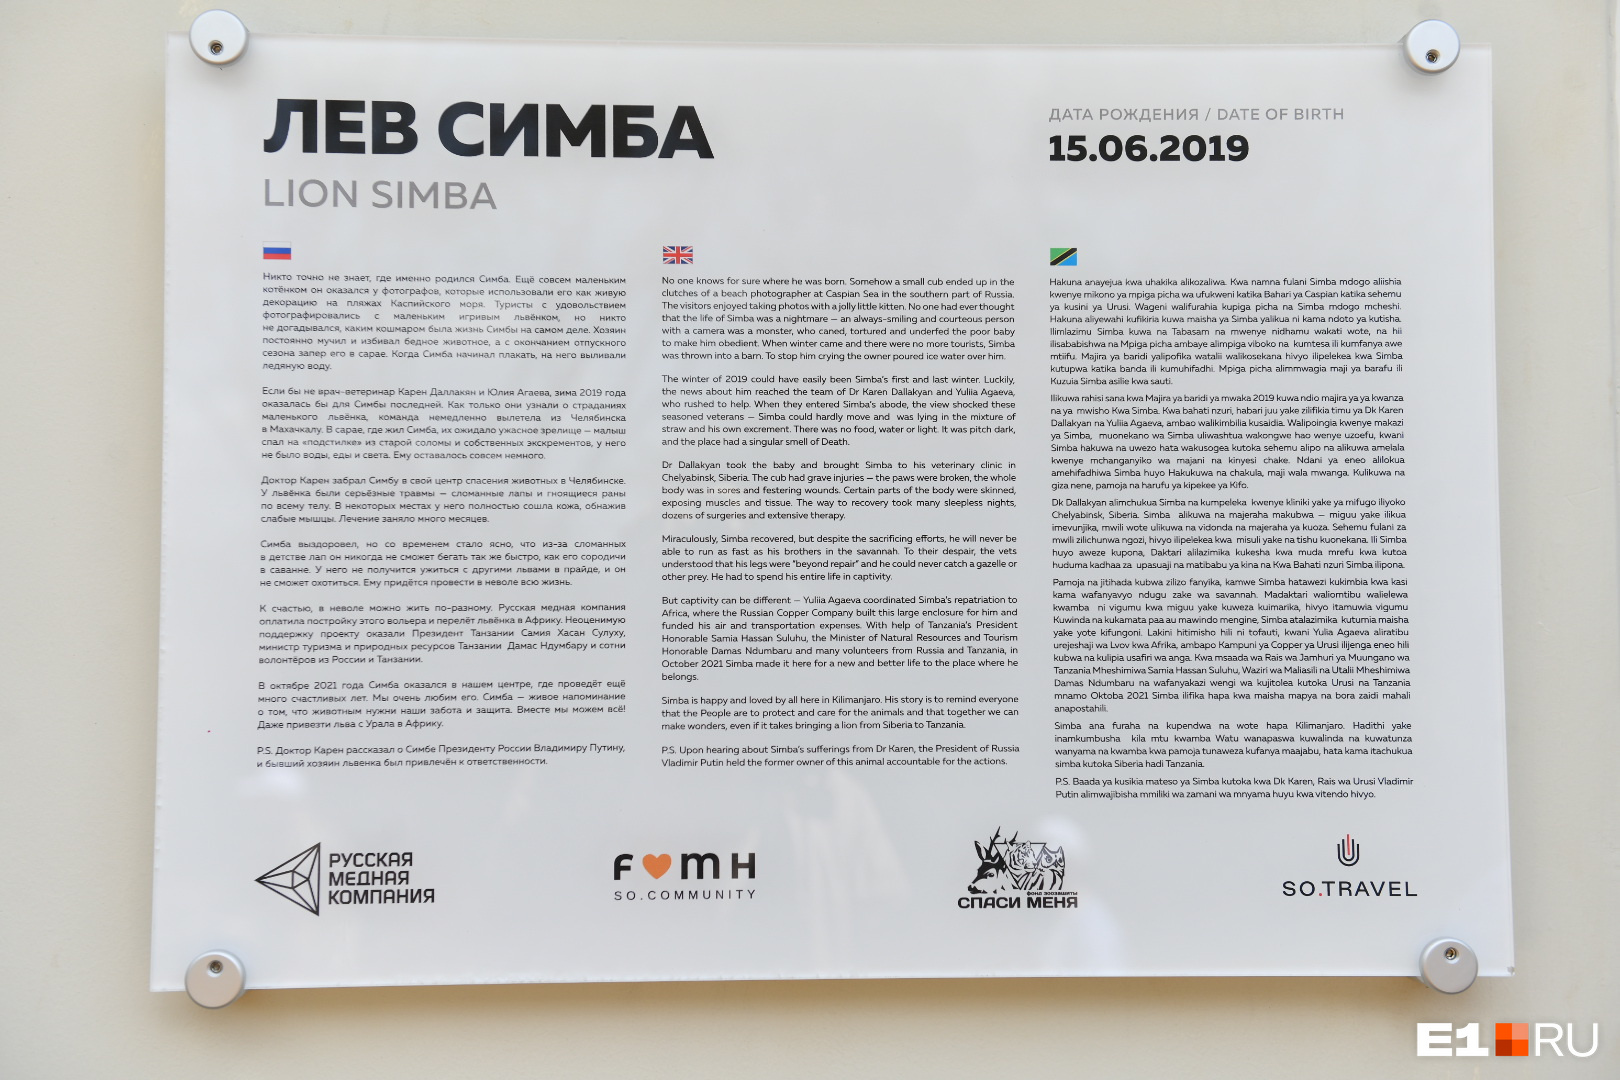 ЛЕВ СИМБА
LION SIMBA
ДАТА РОЖДЕНИЯ / DATE OF BIRTH
15.06.2019
Никто точно не знает, где именно родился Симба. Ещё совсем маленьким
котёнком он оказался у фотографов, которые использовали его как живую
декорацию на пляжах Каспийского моря. Туристы с удовольствием
фотографировались с маленьким игривым львёнком, но никто
не догадывался, каким кошмаром была жизнь Симбы на самом деле. Хозяин
постоянно мучил и избивал бедное животное, а с окончанием отпускного
сезона запер его в сарае. Когда Симба начинал плакать, на него выливали
ледяную воду.
Если бы не врач-ветеринар Карен Даллакян и Юлия Агаева, зима 2019 года
оказалась бы для Симбы последней. Как только они узнали о страданиях
маленького львёнка, команда немедленно вылетела из Челябинска
в Махачкалу. В сарае, где жил Симба, их ожидало ужасное зрелище – малыш
спал на «подстилке» из старой соломы и собственных экскрементов, у него
не было воды, еды и света. Ему оставалось совсем немного.
Доктор Карен забрал Симбу в свой центр спасения животных в Челябинске.
У львёнка были серьёзные травмы – сломанные лапы и гноящиеся раны
по всему телу. В некоторых местах у него полностью сошла кожа, обнажив
слабые мышцы. Лечение заняло много месяцев.
Симба выздоровел, но со временем стало ясно, что из-за сломанных
в детстве лап он никогда не сможет бегать так же быстро, как его сородичи
в саванне. У него не получится ужиться с другими львами в прайде, и он
не сможет охотиться. Ему придётся провести в неволе всю жизнь.
К счастью, в неволе можно жить по-разному. Русская медная компания
оплатила постройку этого вольера и перелёт львёнка в Африку. Неоценимую
поддержку проекту оказали Президент Танзании Самия Хасан Сулуху,
министр туризма и природных ресурсов Танзании Дамас Ндумбару и сотни
волонтёров из России и Танзании.
В октябре 2021 года Симба оказался в нашем центре, где проведёт ещё
много счастливых лет. Мы очень любим его. Симба – живое напоминание
о том, что животным нужны наши забота и защита. Вместе мы можем всё!
Даже привезти льва с Урала в Африку.
P.S. Доктор Карен рассказал о Симбе Президенту России Владимиру Путину,
и бывший хозяин львенка был привлечён к ответственности.
No one knows for sure where he was born. Somehow a small cub ended up in the
clutches of a beach photographer at Caspian Sea in the southern part of Russia.
The visitors enjoyed taking photos with a jolly little kitten. No one had ever thought
that the life of Simba was a nightmare – an always-smiling and courteous person
with a camera was a monster, who caned, tortured and underfed the poor baby
to make him obedient. When winter came and there were no more tourists, Simba
was thrown into a barn. To stop him crying the owner poured ice water over him.
The winter of 2019 could have easily been Simba's first and last winter. Luckily,
the news about him reached the team of Dr Karen Dallakyan and Yuliia Agaeva,
who rushed to help. When they entered Simba's abode, the view shocked these
seasoned veterans – Simba could hardly move and was lying in the mixture of
straw and his own excrement. There was no food, water or light. It was pitch dark,
and the place had a singular smell of Death.
Dr Dallakyan took the baby and brought Simba to his veterinary clinic in
Chelyabinsk, Siberia. The cub had grave injuries – the paws were broken, the whole
body was in sores and festering wounds. Certain parts of the body were skinned,
exposing muscles and tissue. The way to recovery took many sleepless nights,
dozens of surgeries and extensive therapy.
Miraculously, Simba recovered, but despite the sacrificing efforts, he will never be
able to run as fast as his brothers in the savannah. To their despair, the vets
understood that his legs were "beyond repair" and he could never catch a gazelle or
other prey. He had to spend his entire life in captivity.
But captivity can be different – Yuliia Agaeva coordinated Simba's repatriation to
Africa, where the Russian Copper Company built this large enclosure for him and
funded his air and transportation expenses. With help of Tanzania's President
Honorable Samia Hassan Suluhu, the Minister of Natural Resources and Tourism
Honorable Damas Ndumbaru and many volunteers from Russia and Tanzania, in
October 2021 Simba made it here for a new and better life to the place where he
belongs.
Simba is happy and loved by all here in Kilimanjaro. His story is to remind everyone
that the People are to protect and care for the animals and that together we can
make wonders, even if it takes bringing a lion from Siberia to Tanzania.
P.S. Upon hearing about Simba's sufferings from Dr Karen, the President of Russia
Vladimir Putin held the former owner of this animal accountable for the actions.
Hakuna anayejua kwa uhakika alikozaliwa. Kwa namna fulani Simba mdogo aliishia
kwenye mikono ya mpiga picha wa ufukweni katika Bahari ya Caspian katika sehemu
ya kusini ya Urusi. Wageni walifurahia kupiga picha na Simba mdogo mcheshi.
Hakuna aliyewahi kufikiria kuwa maisha ya Simba yalikua ni kama ndoto ya kutisha.
Ilimlazimu Simba kuwa na Tabasam na mwenye nidhamu wakati wote, na hii
ilisababishwa na Mpiga picha ambaye alimpiga viboko na kumtesa ili kumfanya awe
mtiifu. Majira ya baridi yalipofika watalii walikosekana hivyo ilipelekea kwa Simba
kutupwa katika banda ili kumuhifadhi. Mpiga picha alimmwagia maji ya barafu ili
Kuzuia Simba asilie kwa sauti.
Ilikuwa rahisi sana kwa Majira ya baridi ya mwaka 2019 kuwa ndio majira ya ya kwanza
na ya mwisho Kwa Simba. Kwa bahati nzuri, habari juu yake zilifikia timu ya Dk Karen
Dallakyan na Yuliia Agaeva, ambao walikimbilia kusaidia. Walipoingia kwenye makazi
ya Simba, muonekano wa Simba uliwashtua wakongwe hao wenye uzoefu, kwani
Simba hakuwa na uwezo hata wakusogea kutoka sehemu alipo na alikuwa amelala
kwenye mchanganyiko wa majani na kinyesi chake. Ndani ya eneo alilokua
amehifadhiwa Simba huyo Hakukuwa na chakula, maji wala mwanga. Kulikuwa na
giza nene, pamoja na harufu ya kipekee ya Kifo.
Dk Dallakyan alimchukua Simba na kumpeleka kwenye kliniki yake ya mifugo iliyoko
Chelyabinsk, Siberia. Simba alikuwa na majeraha makubwa – miguu yake ilikua
imevunjika, mwili wote ulikuwa na vidonda na majeraha ya kuoza. Sehemu fulani za
mwili zilichunwa ngozi, hivyo ilipelekea kwa misuli yake na tishu kuonekana. Ili Simba
huyo aweze kupona, Daktari alilazimika kukesha kwa muda mrefu kwa kutoa
huduma kadhaa za upasuaji na matibabu ya kina na Kwa Bahati nzuri Simba ilipona.
Pamoja na jitihada kubwa zilizo fanyika, kamwe Simba hatawezi kukimbia kwa kasi
kama wafanyavyo ndugu zake wa savannah. Madaktari waliomtibu walielewa
kwamba ni vigumu kwa miguu yake kuweza kuimarika, hivyo itamuwia vigumu
Kuwinda na kukamata paa au mawindo mengine, Simba atalazimika kutumia maisha
yake yote kifungoni. Lakini hitimisho hili ni tofauti, kwani Yulia Agaeva aliratibu
urejeshaji wa Lvov kwa Afrika, ambapo Kampuni ya Copper ya Urusi ilijenga eneo hili
kubwa na kulipia usafiri wa anga. Kwa msaada wa Rais wa Jamhuri ya Muungano wa
Tanzania Mheshimiwa Samia Hassan Suluhu, Waziri wa Maliasili na Utalii Mheshimiwa
Damas Ndumbaru na wafanyakazi wengi wa kujitolea kutoka Urusi na Tanzania
mnamo Oktoba 2021 Simba ilifika hapa kwa maisha mapya na bora zaidi mahali
anapostahili.
Simba ana furaha na kupendwa na wote hapa Kilimanjaro. Hadithi yake
inamkumbusha kila mtu kwamba Watu wanapaswa kuwalinda na kuwatunza
wanyama na kwamba kwa pamoja tunaweza kufanya maajabu, hata kama itachukua
simba kutoka Siberia hadi Tanzania.
P.S. Baada ya kusikia mateso ya Simba kutoka kwa Dk Karen, Rais wa Urusi Vladimir
Putin alimwajibisha mmiliki wa zamani wa mnyama huyu kwa vitendo hivyo.
РУССКАЯ
МЕДНАЯ
КОМПАНИЯ
F MH
SO.COMMUNITY
фонд зоозащиты
СПАСИ МЕНЯ
SO.TRAVEL
E1 RU